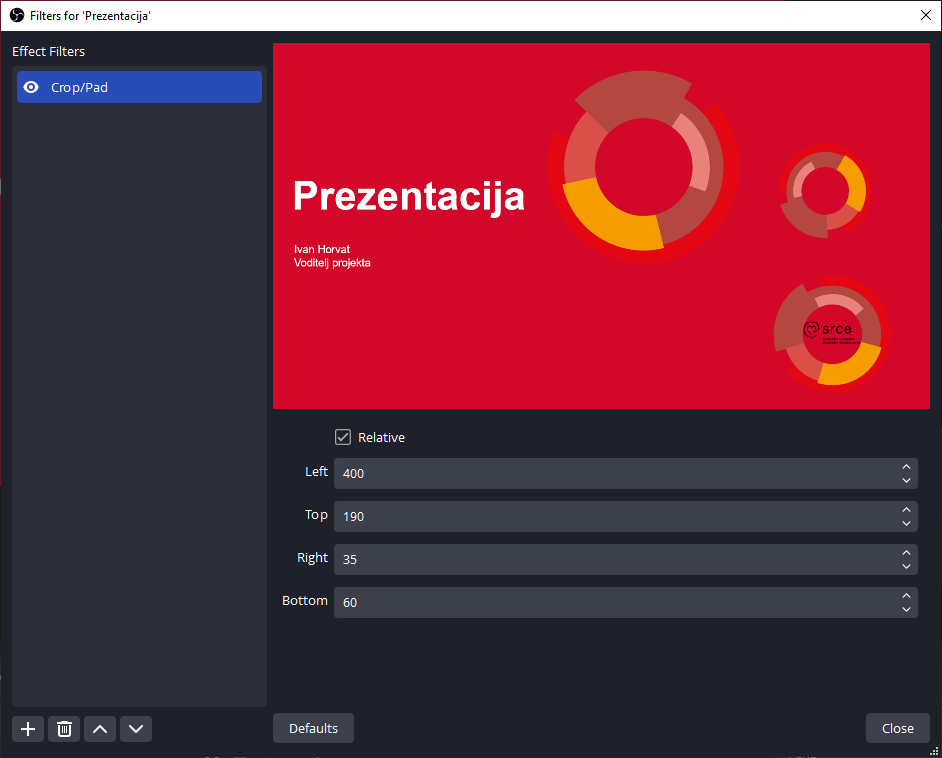 Filters for 'Prezentacija'
Effect Filters
Crop/Pad
Prezentacija
Ivan Horvat
Voditelj projekta
srce
Relative
Left 400
Top 190
Right 35
Bottom 60
Defaults
Close